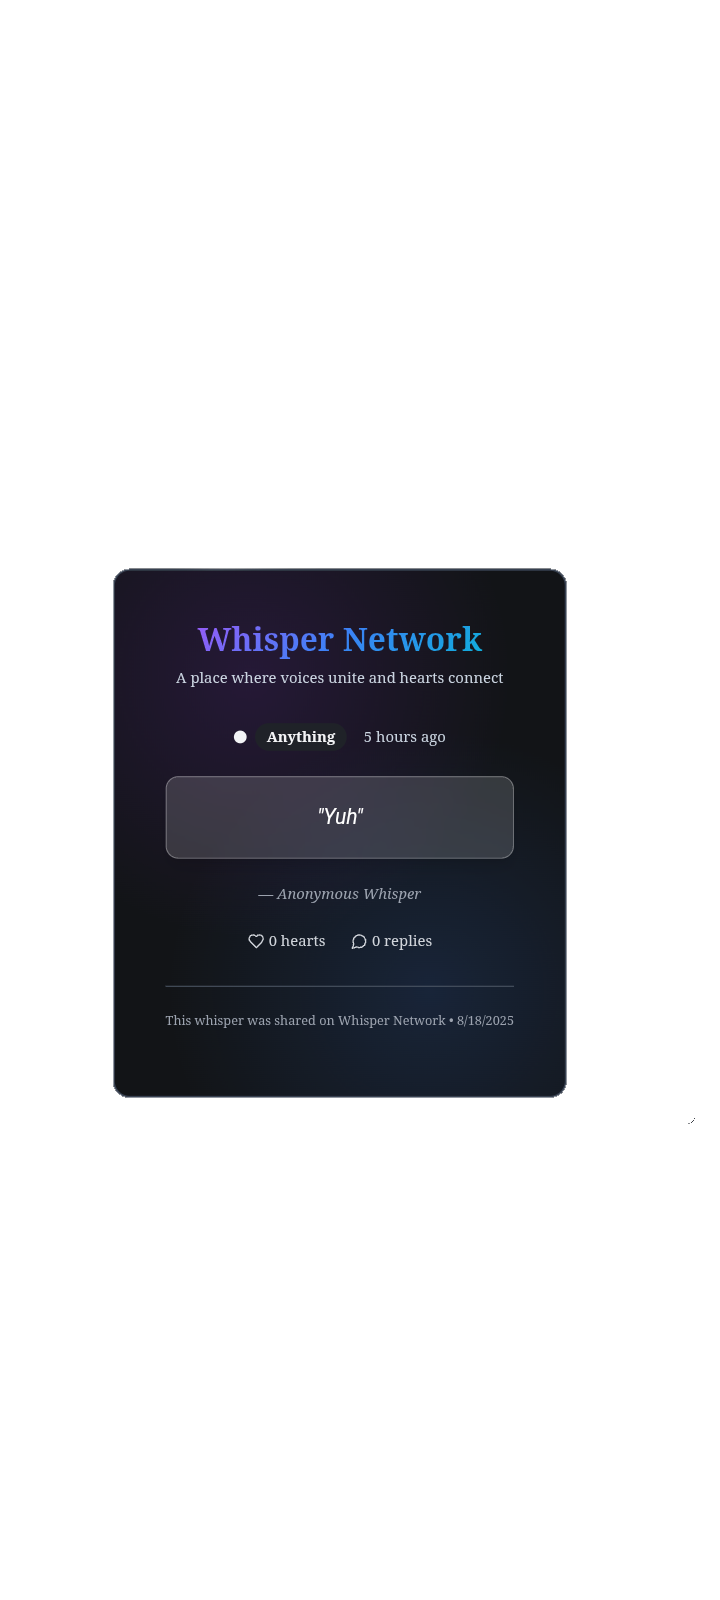 Whisper Network
A place where voices unite and hearts connect
Anything 5 hours ago
"Yuh"
— Anonymous Whisper
0 hearts 0 replies
This whisper was shared on Whisper Network • 8/18/2025